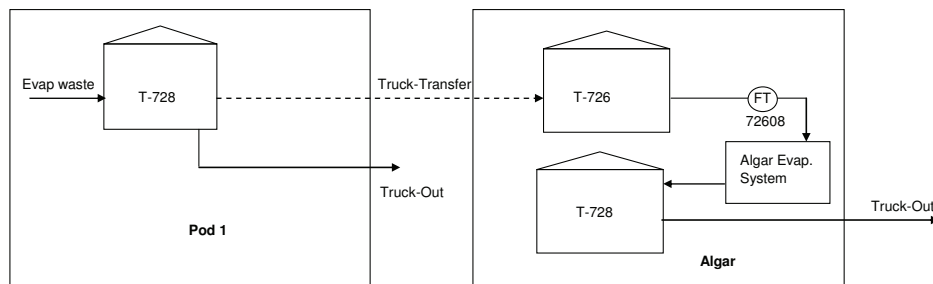 Evap waste
T-728
Truck-Transfer
T-726
FT
72608
Algar Evap.
System
Truck-Out
T-728
Truck-Out
Pod 1
Algar